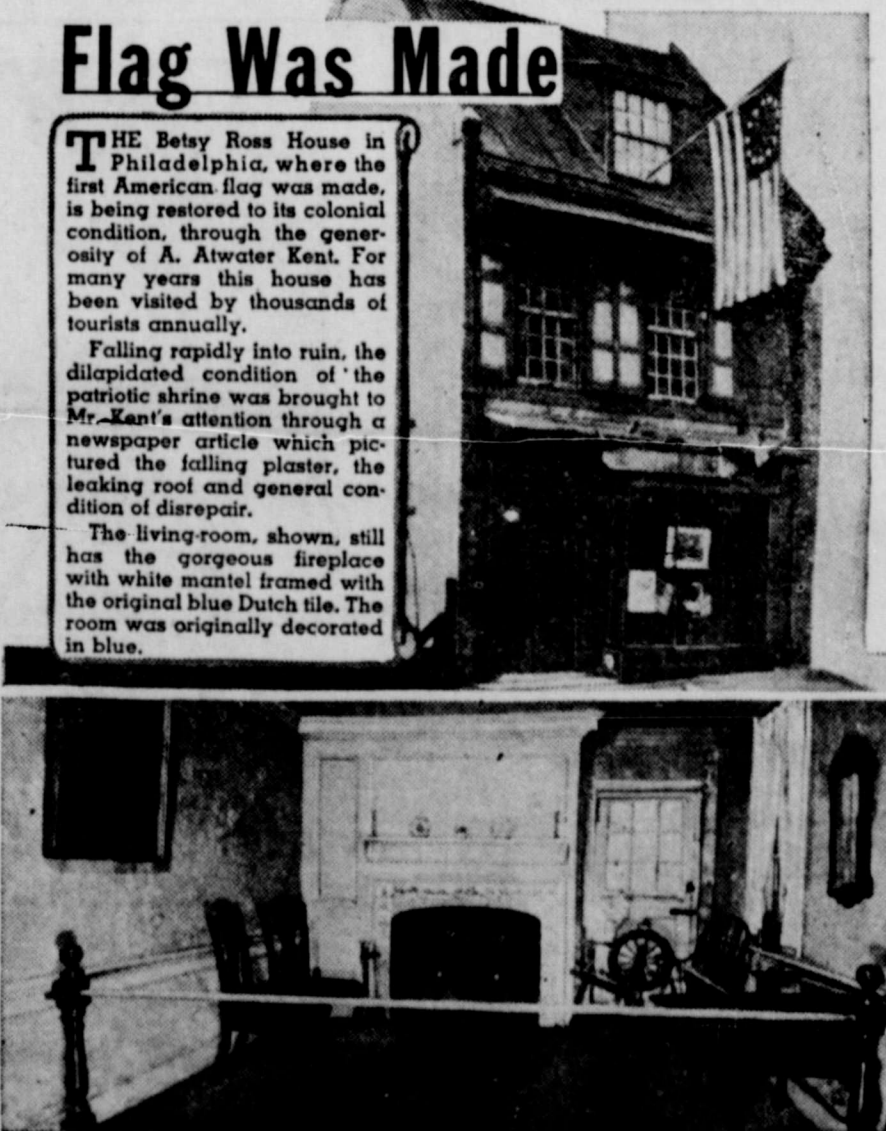 Flag Was Made
THE Betsy Ross House in
Philadelphia, where the
first American flag was made,
is being restored to its colonial
condition, through the gener-
osity of A. Atwater Kent. For
many years this house has
been visited by thousands of
tourists annually.
Falling rapidly into ruin, the
dilapidated condition of the
patriotic shrine was brought to
Mr. Kent's attention through a
newspaper article which pic-
tured the falling plaster, the
leaking roof and general con-
dition of disrepair.
The living-room, shown, still
has the gorgeous fireplace
with white mantel framed with
the original blue Dutch tile. The
room was originally decorated
in blue.